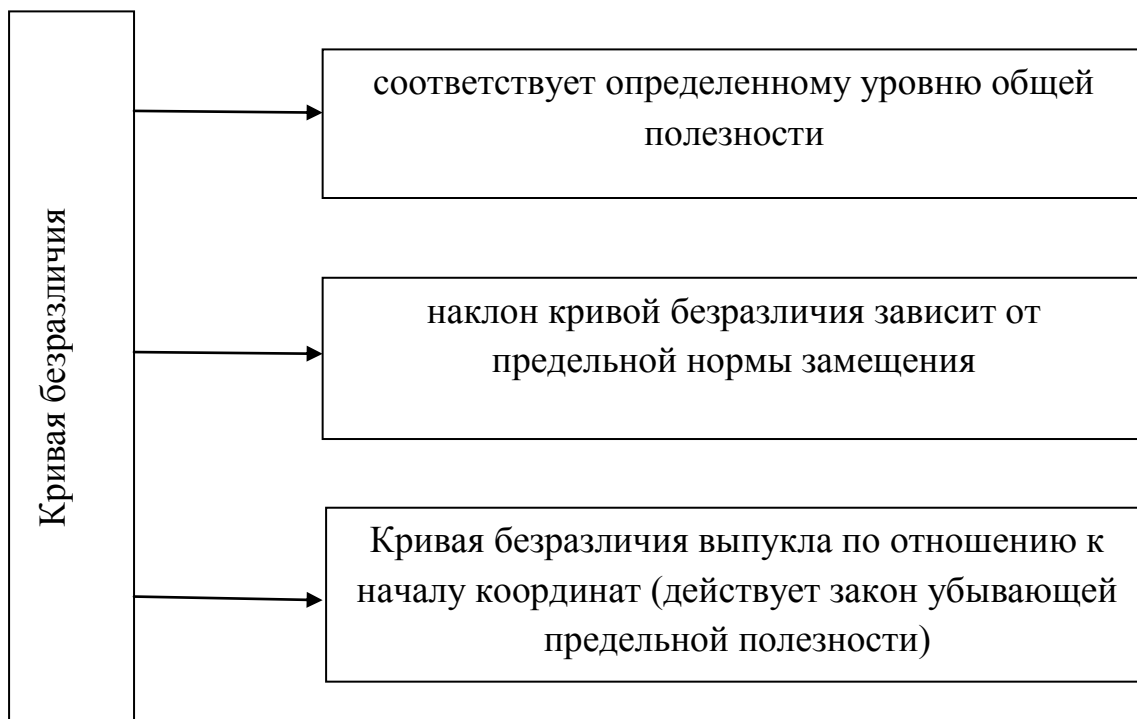 Кривая безразличия
соответствует определенному уровню общей
полезности
наклон кривой безразличия зависит от
предельной нормы замещения
Кривая безразличия выпукла по отношению к
началу координат (действует закон убывающей
предельной полезности)